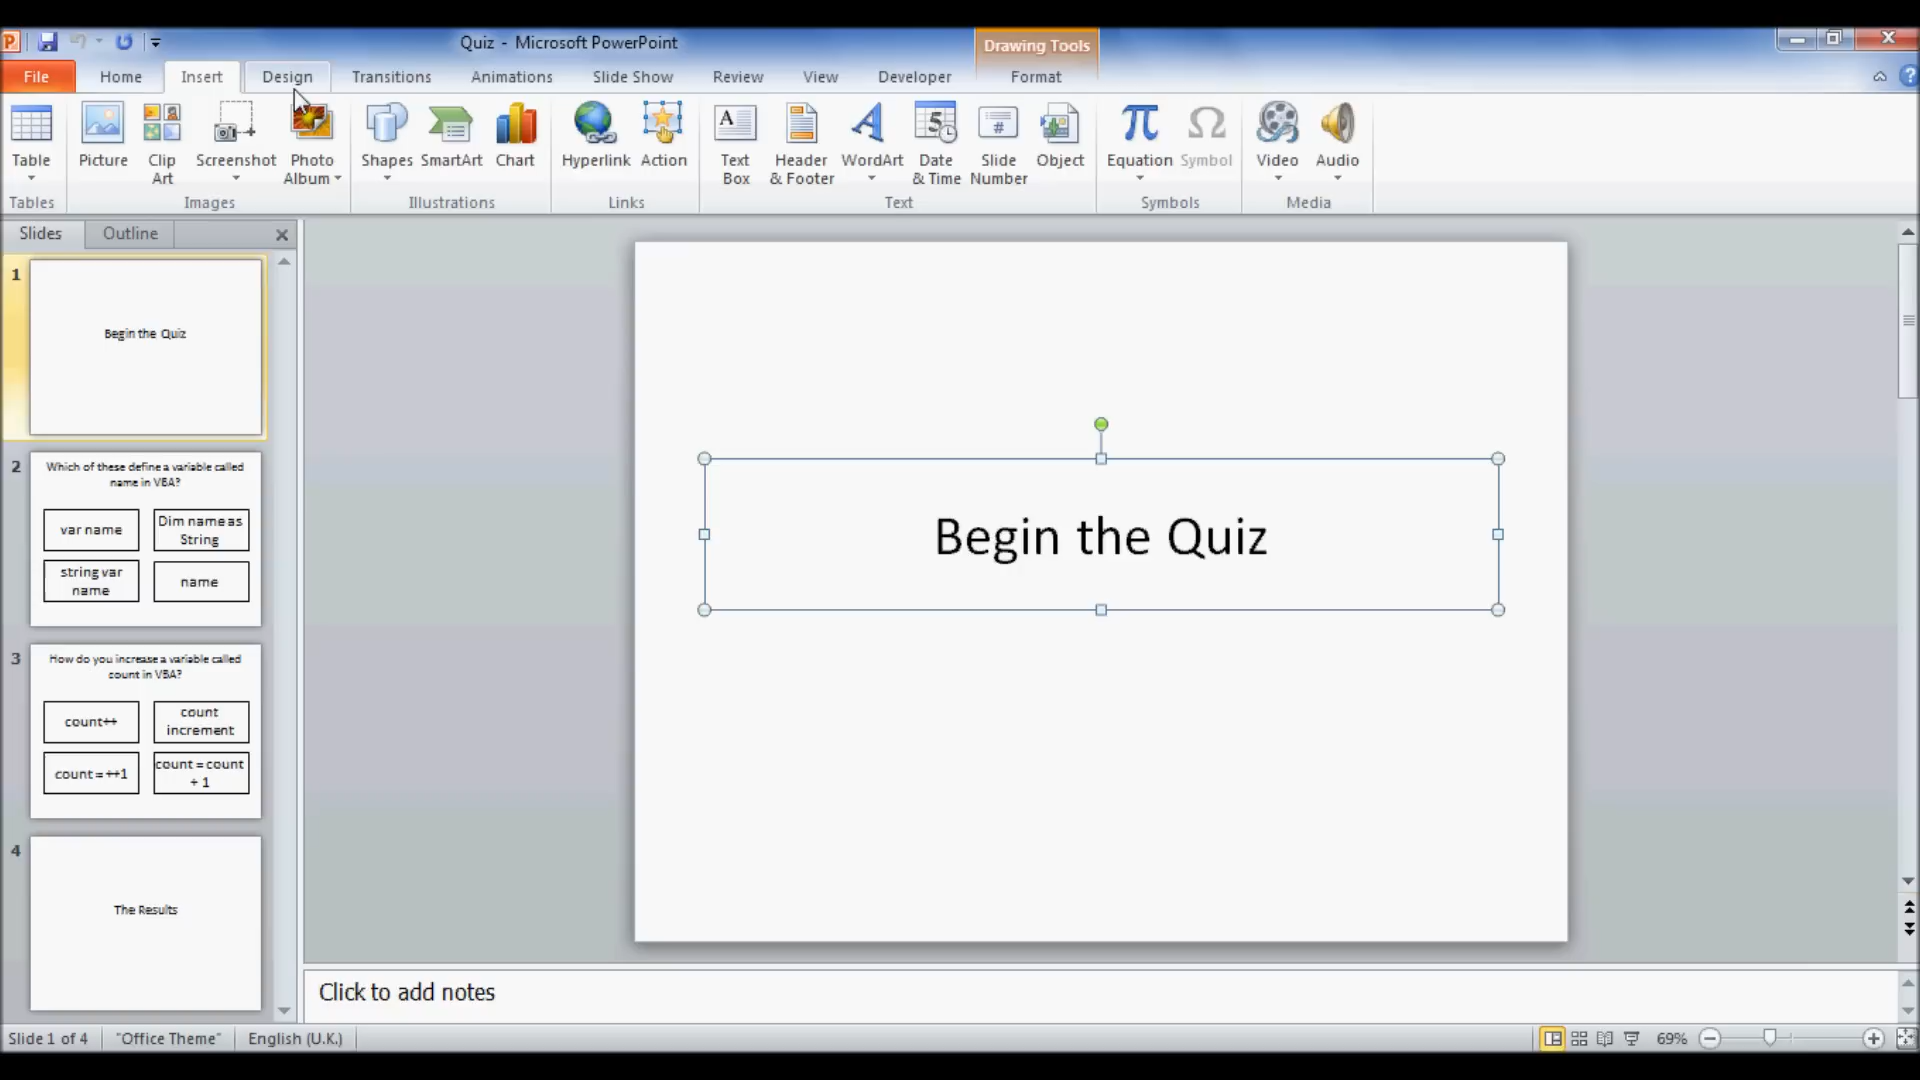 P
Quiz - Microsoft PowerPoint
Drawing Tools
File
Home
Insert
Design
Transitions
Animations
Slide Show
Review
View
Developer
Format
?
Table
Picture
Clip
Art
Screenshot
Photo
Album
Shapes
SmartArt
Chart
Hyperlink
Action
A
Text
Box
Header
& Footer
A
WordArt
5
Date
& Time
#
Slide
Number
Object
π
Equation
Ω
Symbol
Video
Audio
Tables
Images
Illustrations
Links
Text
Symbols
Media
Slides
Outline
1
Begin the Quiz
2
Which of these define a variable called
name in VBA?
var name
Dim name as
String
string var
name
name
3
How do you increase a variable called
count in VBA?
count++
count
increment
count = ++1
count = count
+ 1
4
The Results
Begin the Quiz
Click to add notes
Slide 1 of 4
"Office Theme"
English (U.K.)
69%